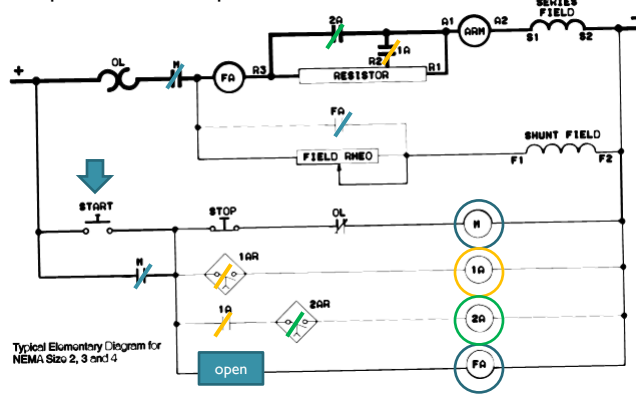 SERIES
FIELD
2A
A1 A2
ARM
S1 S2
1A
OL
M
FA
R3
R2
RESISTOR
R1
+
FA
SHUNT FIELD
FIELD RHEO
F1 F2
START
STOP
OL
M
M
1AR
1A
1A
2AR
2A
Typical Elementary Diagram for
NEMA Size 2, 3 and 4
open
FA